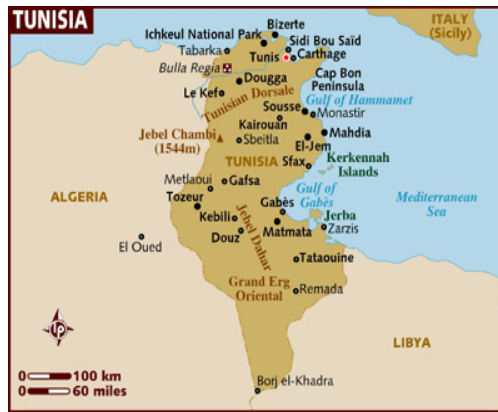 TUNISIA
ITALY
(Sicily)
Bizerte
Ichkeul National Park
Tabarka
Sidi Bou Saïd
Tunis
Carthage
Bulla Regia
Dougga
Cap Bon
Peninsula
Le Kef
Tunisian Dorsale
Gulf of Hammamet
Sousse
Monastir
Kairouan
Mahdia
Jebel Chambi
(1544m)
Sbeitla
El-Jem
TUNISIA
Sfax
Kerkennah
Islands
Metlaoui
Gafsa
ALGERIA
Tozeur
Gulf of
Gabès
Mediterranean
Sea
Gabès
Kebili
Jerba
Zarzis
Douz
Matmata
El Oued
Jebel Dahar
Tataouine
Grand Erg
Oriental
Remada
LP
LIBYA
0 100 km
0 60 miles
Borj el-Khadra